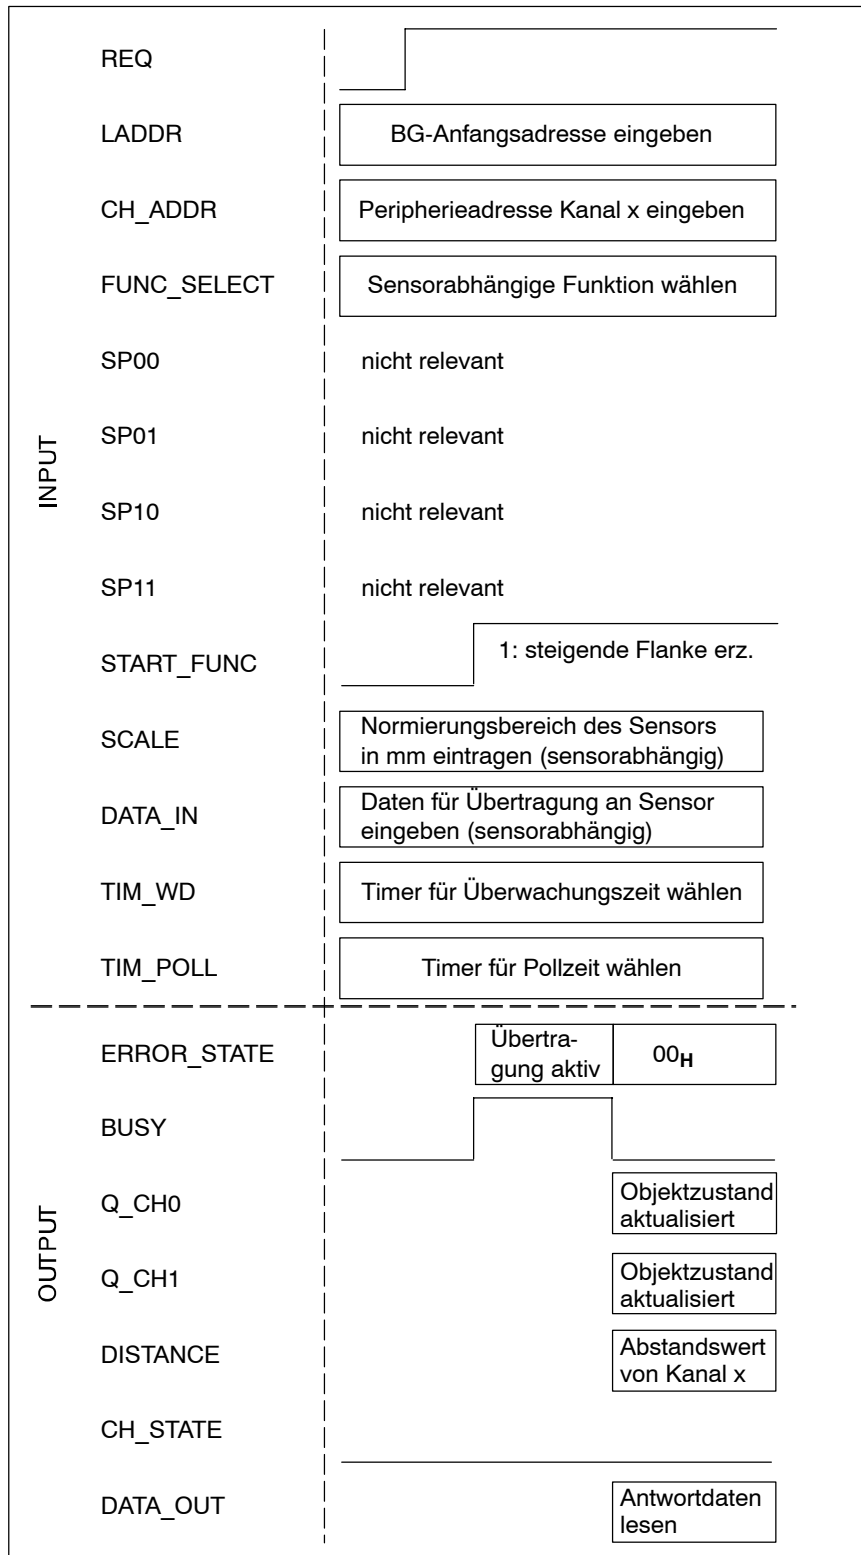 REQ
LADDR BG-Anfangsadresse eingeben
CH_ADDR Peripherieadresse Kanal x eingeben
FUNC_SELECT Sensorabhängige Funktion wählen
SP00 nicht relevant
INPUT
SP01 nicht relevant
SP10 nicht relevant
SP11 nicht relevant
START_FUNC 1: steigende Flanke erz.
SCALE Normierungsbereich des Sensors
in mm eintragen (sensorabhängig)
DATA_IN Daten für Übertragung an Sensor
eingeben (sensorabhängig)
TIM_WD Timer für Überwachungszeit wählen
TIM_POLL Timer für Pollzeit wählen
ERROR_STATE Übertra-
gung aktiv 00H
BUSY
Q_CH0 Objektzustand
aktualisiert
OUTPUT
Q_CH1 Objektzustand
aktualisiert
DISTANCE Abstandswert
von Kanal x
CH_STATE
DATA_OUT Antwortdaten
lesen